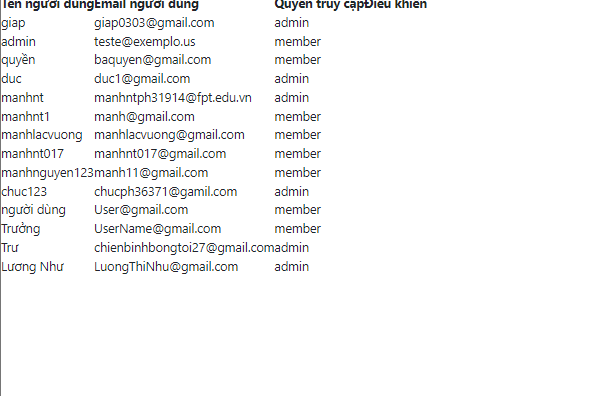 Tên người dùng Email người dùng Quyền truy cập Điều khiển
giap giap0303@gmail.com admin
admin teste@exemplo.us member
quyền baquyen@gmail.com member
duc duc1@gmail.com admin
manhnt manhntph31914@fpt.edu.vn admin
manhnt1 manh@gmail.com member
manhlacvuong manhlacvuong@gmail.com member
manhnt017 manhnt017@gmail.com member
manhnguyen123 manh11@gmail.com member
chuc123 chucph36371@gamil.com admin
người dùng User@gmail.com member
Trưởng UserName@gmail.com member
Trư chienbinhbongtoi27@gmail.com admin
Lương Như LuongThiNhu@gmail.com admin